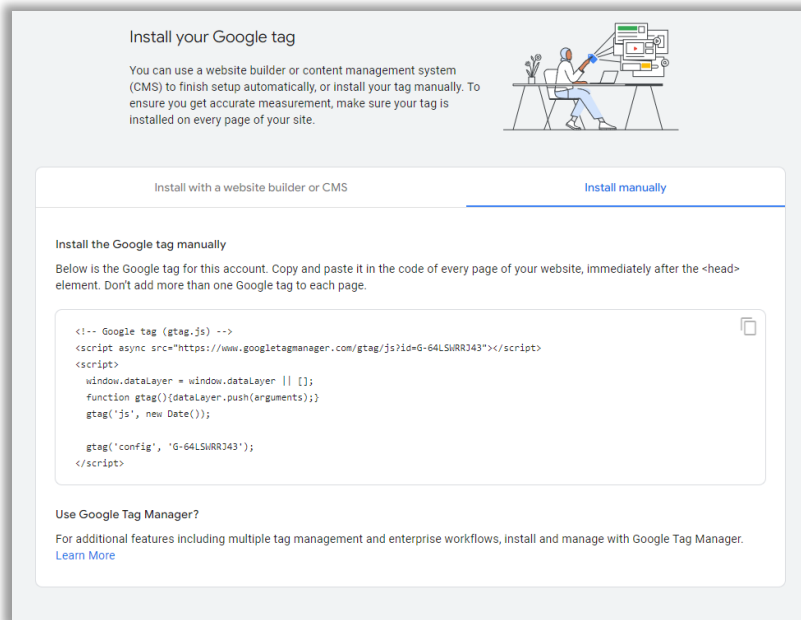 Install your Google tag
You can use a website builder or content management system
(CMS) to finish setup automatically, or install your tag manually. To
ensure you get accurate measurement, make sure your tag is
installed on every page of your site.
Install with a website builder or CMS
Install manually
Install the Google tag manually
Below is the Google tag for this account. Copy and paste it in the code of every page of your website, immediately after the <head>
element. Don't add more than one Google tag to each page.
<!-- Google tag (gtag.js) -->
<script async src="https://www.googletagmanager.com/gtag/js?id=G-64LSWRRJ43"></script>
<script>
  window.dataLayer = window.dataLayer || [];
  function gtag(){dataLayer.push(arguments);}
  gtag('js', new Date());
  gtag('config', 'G-64LSWRRJ43');
</script>
Use Google Tag Manager?
For additional features including multiple tag management and enterprise workflows, install and manage with Google Tag Manager.
Learn More